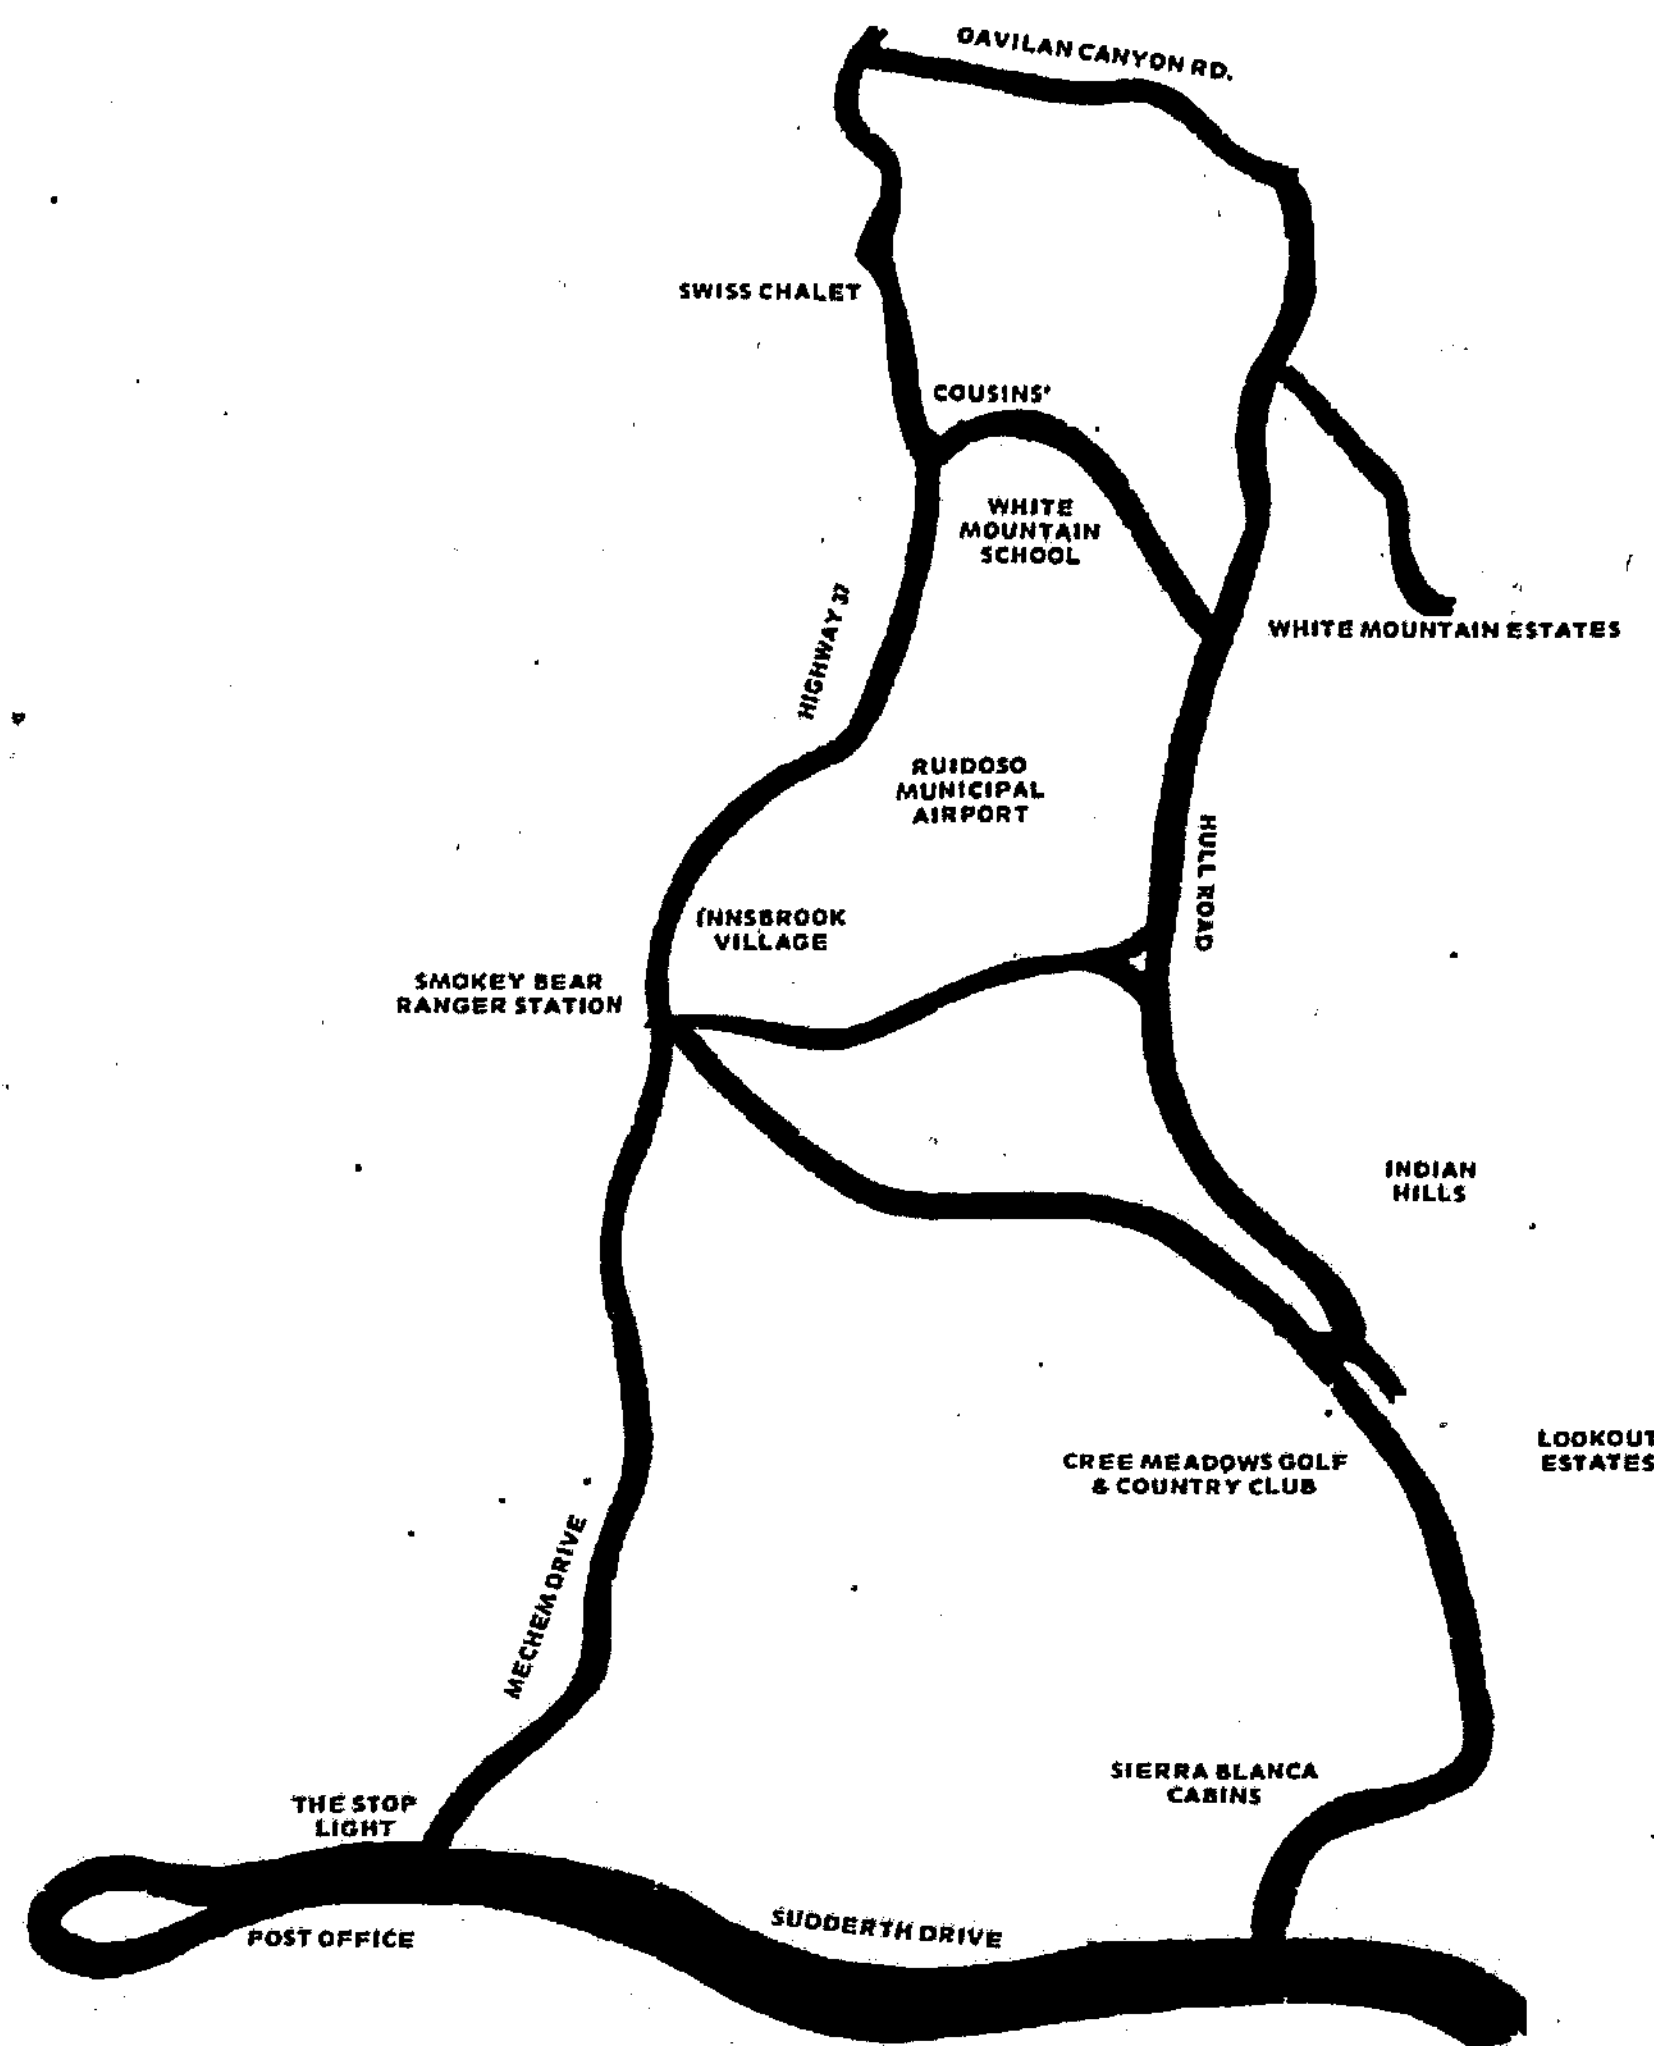 GAVILAN CANYON RD.
SWISS CHALET
COUSINS'
WHITE
MOUNTAIN
SCHOOL
HIGHWAY 37
WHITE MOUNTAIN ESTATES
RUIDOSO
MUNICIPAL
AIRPORT
HULL ROAD
INNSBROOK
VILLAGE
SMOKEY BEAR
RANGER STATION
INDIAN
HILLS
LOOKOUT
ESTATES
CREE MEADOWS GOLF
& COUNTRY CLUB
MECHEM DRIVE
SIERRA BLANCA
CABINS
THE STOP
LIGHT
SUDDERTH DRIVE
POST OFFICE